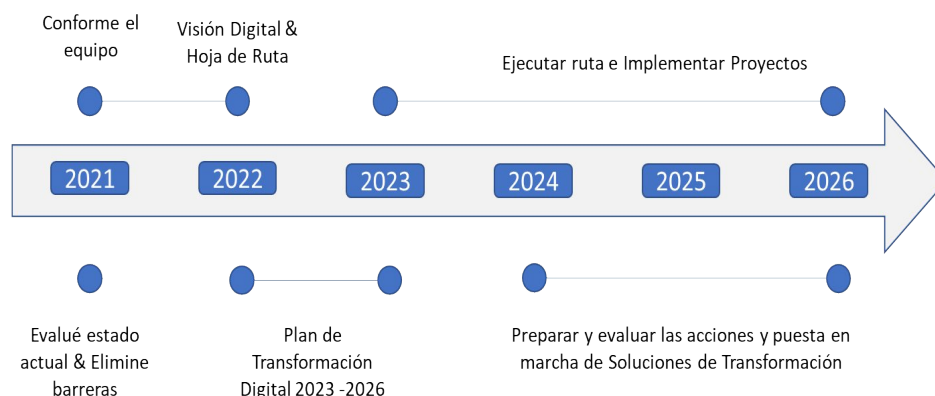 Conforme el
equipo
Visión Digital &
Hoja de Ruta
Ejecutar ruta e Implementar Proyectos
2021
2022
2023
2024
2025
2026
Evalué estado
actual & Elimine
barreras
Plan de
Transformación
Digital 2023 -2026
Preparar y evaluar las acciones y puesta en
marcha de Soluciones de Transformación